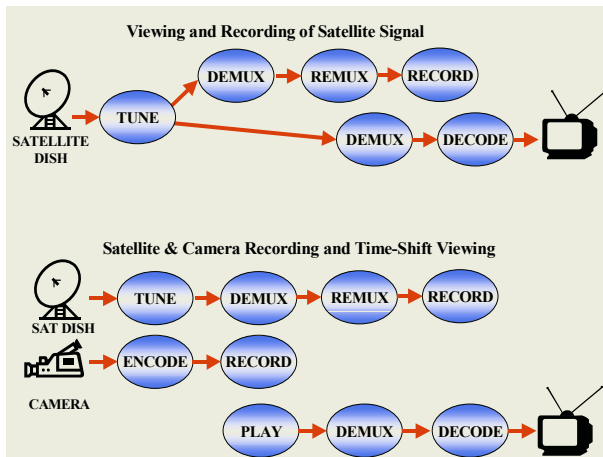 Viewing and Recording of Satellite Signal
DEMUX REMUX RECORD
TUNE
SATELLITE
DISH
DEMUX DECODE
Satellite & Camera Recording and Time-Shift Viewing
TUNE DEMUX REMUX RECORD
SAT DISH
ENCODE RECORD
CAMERA
PLAY DEMUX DECODE